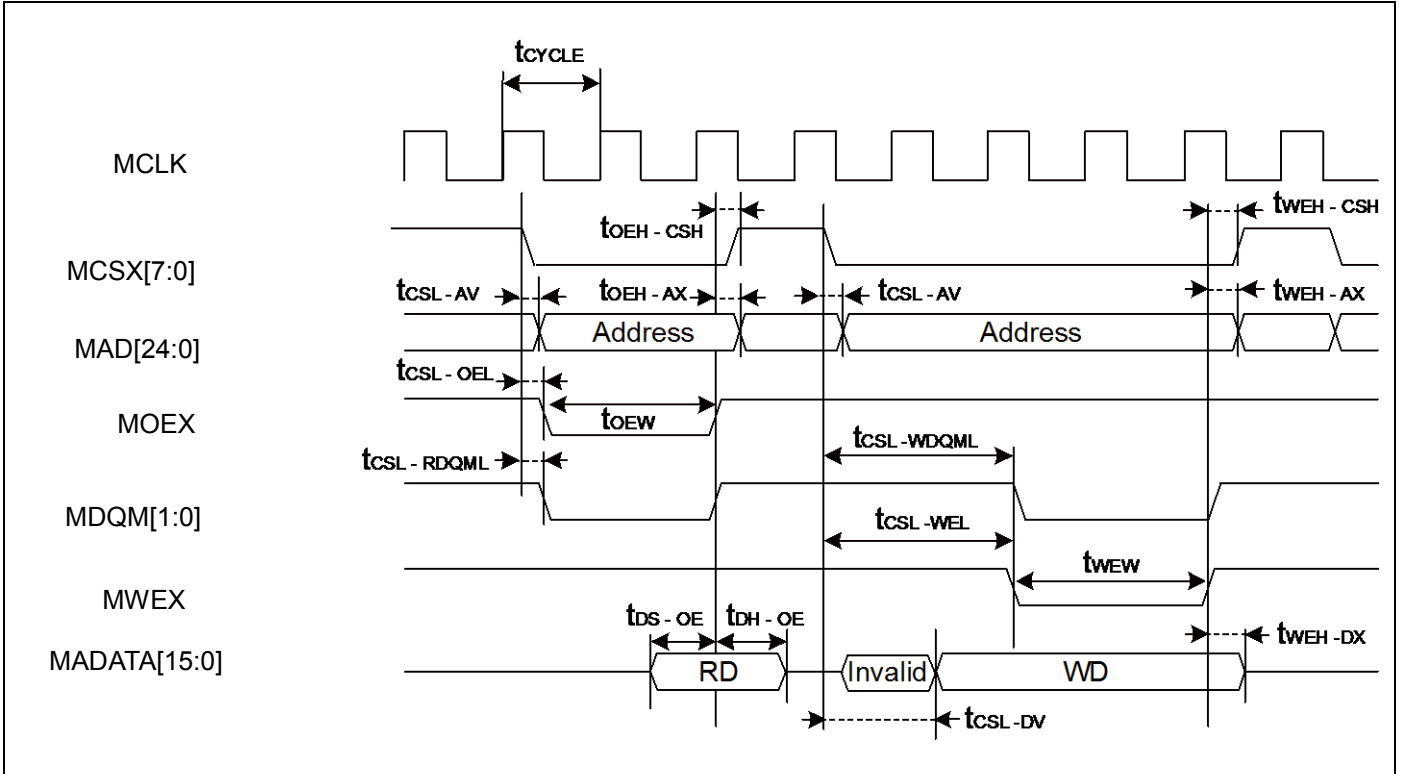 tCYCLE
MCLK
tOEH - CSH
tWEH - CSH
MCSX[7:0]
tCSL - AV
tOEH - AX
tCSL - AV
tWEH - AX
MAD[24:0]
Address
Address
tCSL - OEL
MOEX
tOEW
tCSL -WDQML
tCSL - RDQML
MDQM[1:0]
tCSL -WEL
tWEW
MWEX
tDS - OE
tDH - OE
tWEH -DX
MADATA[15:0]
RD
Invalid
WD
tCSL -DV